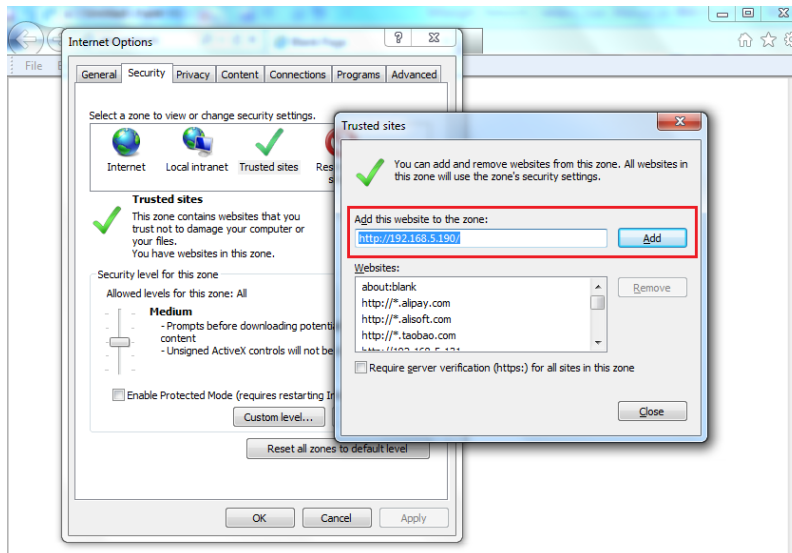 Internet Options
File
General Security Privacy Content Connections Programs Advanced
Select a zone to view or change security settings.
Internet
Local intranet
Trusted sites
Trusted sites
This zone contains websites that you
trust not to damage your computer or
your files.
You have websites in this zone.
Security level for this zone
Allowed levels for this zone: All
Medium
- Prompts before downloading potenti
content
- Unsigned ActiveX controls will not be
Enable Protected Mode (requires restarting In
Custom level...
Reset all zones to default level
OK
Cancel
Apply
Trusted sites
You can add and remove websites from this zone. All websites in
this zone will use the zone's security settings.
Add this website to the zone:
http://192.168.5.190/
Add
Websites:
about:blank
http://*.alipay.com
http://*.alisoft.com
http://*.taobao.com
Remove
Require server verification (https:) for all sites in this zone
Close